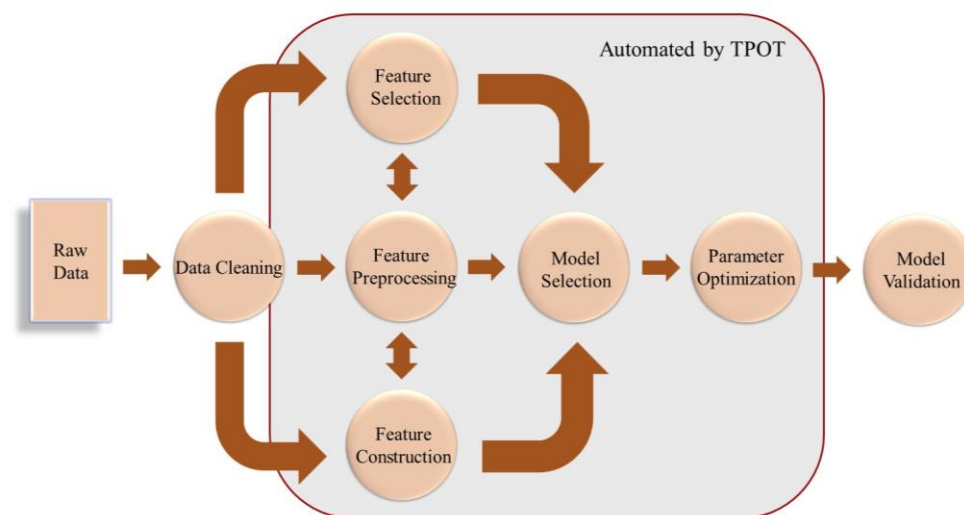 Automated by TPOT
Feature
Selection
Raw
Data
Data Cleaning
Feature
Preprocessing
Model
Selection
Parameter
Optimization
Model
Validation
Feature
Construction